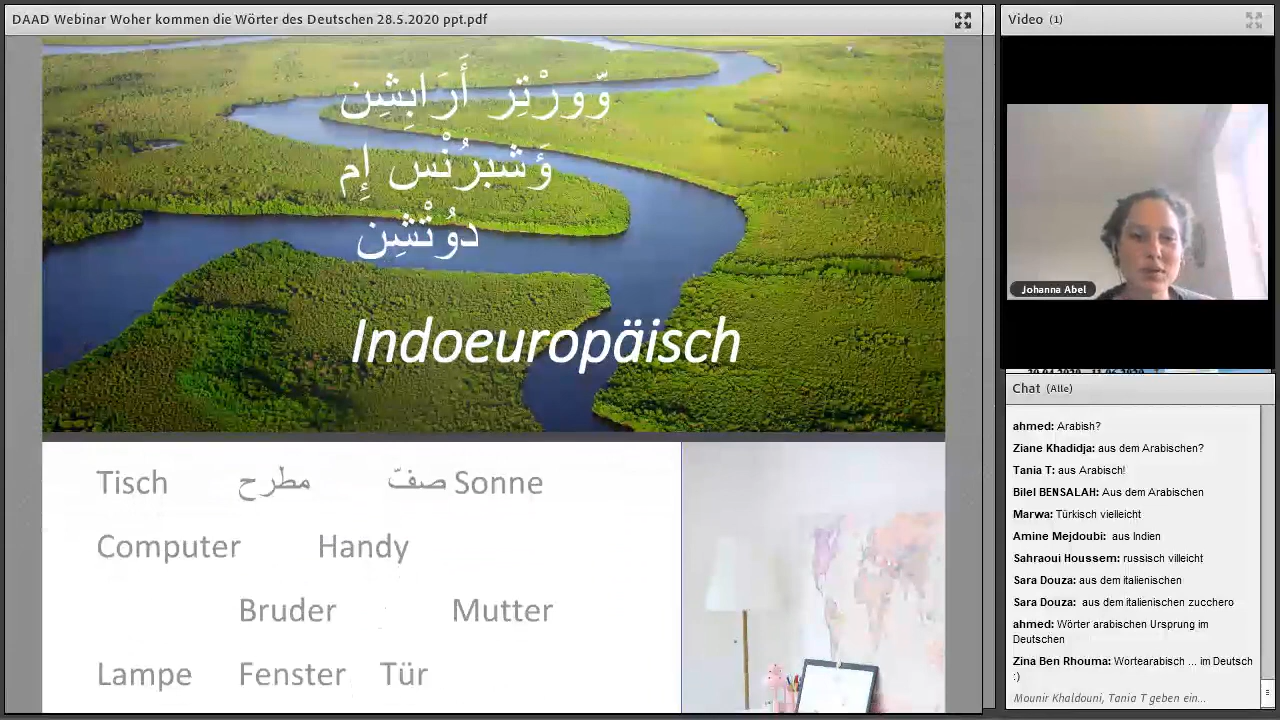 DAAD Webinar Woher kommen die Wörter des Deutschen 28.5.2020 ppt.pdf
وّورْتِر أَرَابِشِن
وَشبرُنْس إِم
دوُتْشِن
Indoeuropäisch
Tisch مطرح صفّ Sonne
Computer Handy
Bruder Mutter
Lampe Fenster Tür
Video (1)
Johanna Abel
Chat (Alle)
ahmed: Arabish?
Ziane Khadidja: aus dem Arabischen?
Tania T: aus Arabisch!
Bilel BENSALAH: Aus dem Arabischen
Marwa: Türkisch vielleicht
Amine Mejdoubi: aus Indien
Sahraoui Houssem: russisch villeicht
Sara Douza: aus dem italienischen
Sara Douza: aus dem italienischen zucchero
ahmed: Wörter arabischen Ursprung im
Deutschen
Zina Ben Rhouma: Wortearabisch ... im Deutsch
:)
Mounir Khaldouni, Tania T geben ein...